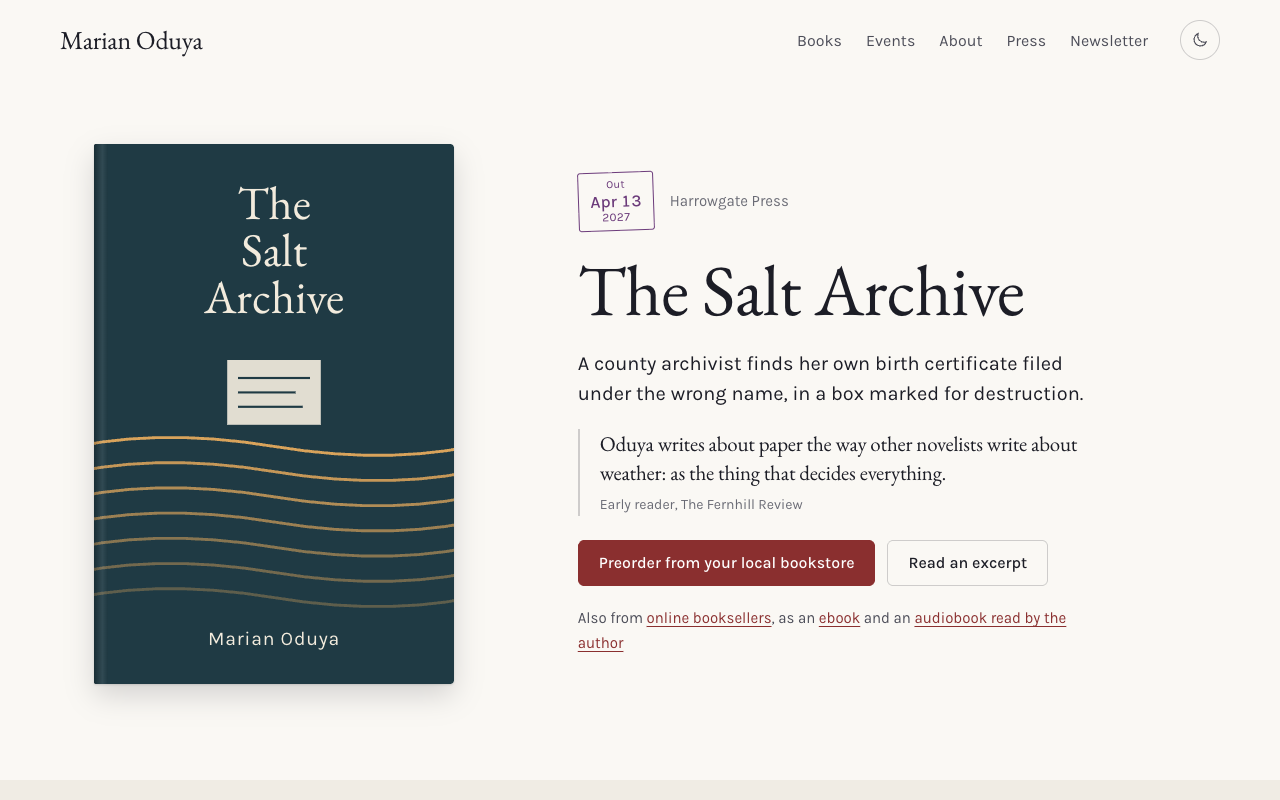 Marian Oduya
Books
Events
About
Press
Newsletter
The
Salt
Archive
Marian Oduya
Out
Apr 13
2027
Harrowgate Press
The Salt Archive
A county archivist finds her own birth certificate filed
under the wrong name, in a box marked for destruction.
Oduya writes about paper the way other novelists write about
weather: as the thing that decides everything.
Early reader, The Fernhill Review
Preorder from your local bookstore
Read an excerpt
Also from online booksellers, as an ebook and an audiobook read by the
author